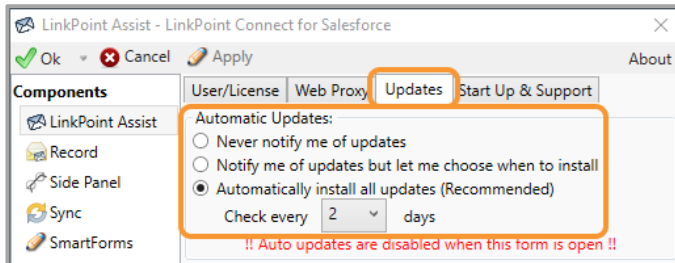 LinkPoint Assist - LinkPoint Connect for Salesforce
Ok Cancel Apply About
Components
LinkPoint Assist
Record
Side Panel
Sync
SmartForms
User/License Web Proxy Updates Start Up & Support
Automatic Updates:
Never notify me of updates
Notify me of updates but let me choose when to install
Automatically install all updates (Recommended)
Check every 2 days
!! Auto updates are disabled when this form is open !!